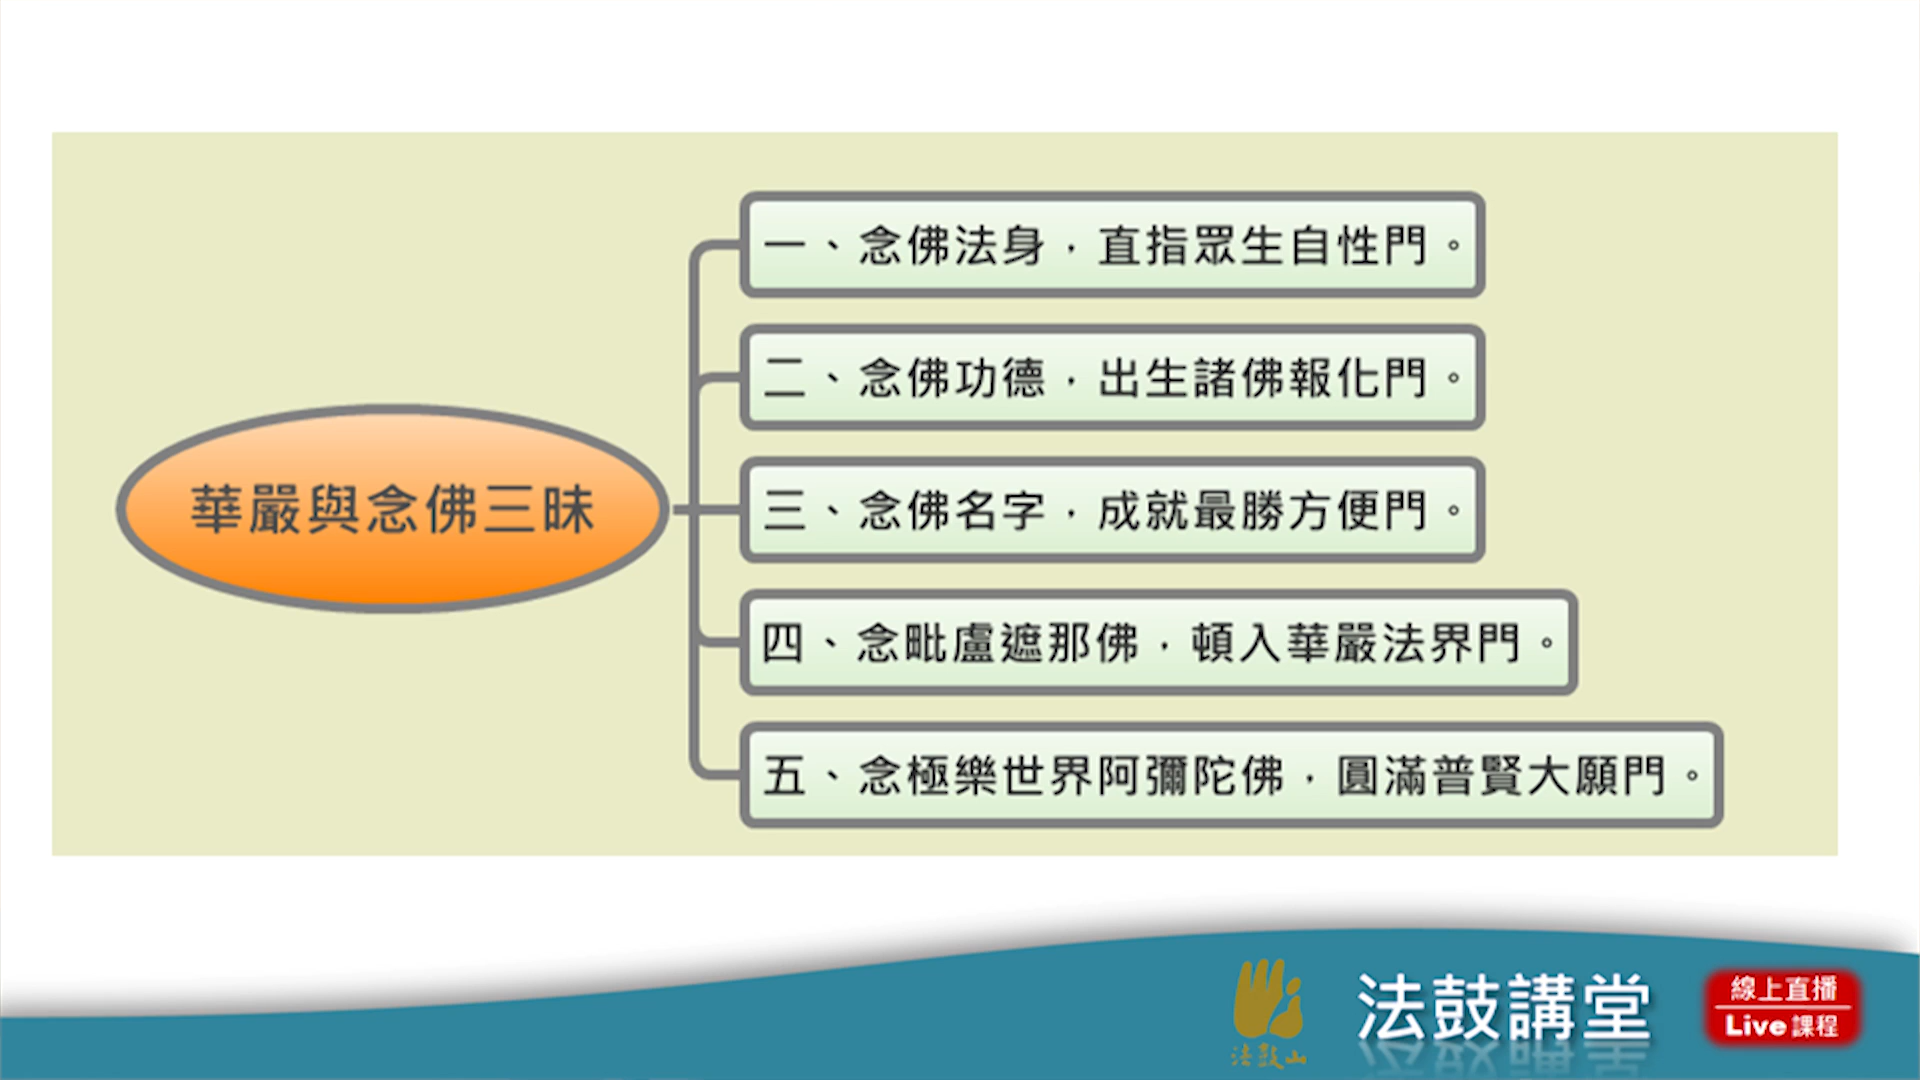 華嚴與念佛三昧
一、念佛法身，直指眾生自性門。
二、念佛功德，出生諸佛報化門。
三、念佛名字，成就最勝方便門。
四、念毗盧遮那佛，頓入華嚴法界門。
五、念極樂世界阿彌陀佛，圓滿普賢大願門。
法鼓山
法鼓講堂
線上直播
Live 課程